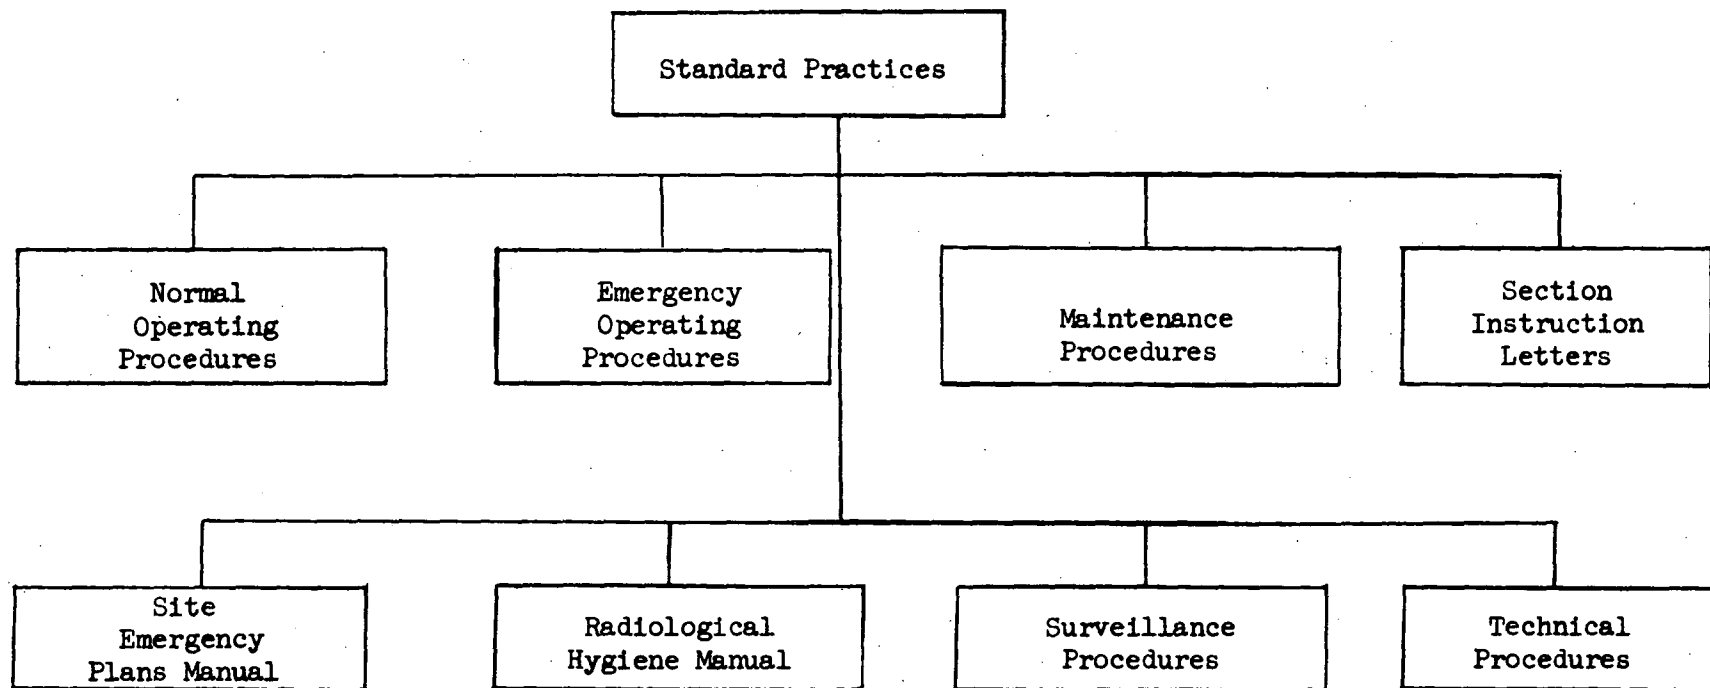 Standard Practices
Normal
Operating
Procedures
Emergency
Operating
Procedures
Maintenance
Procedures
Section
Instruction
Letters
Site
Emergency
Plans Manual
Radiological
Hygiene Manual
Surveillance
Procedures
Technical
Procedures